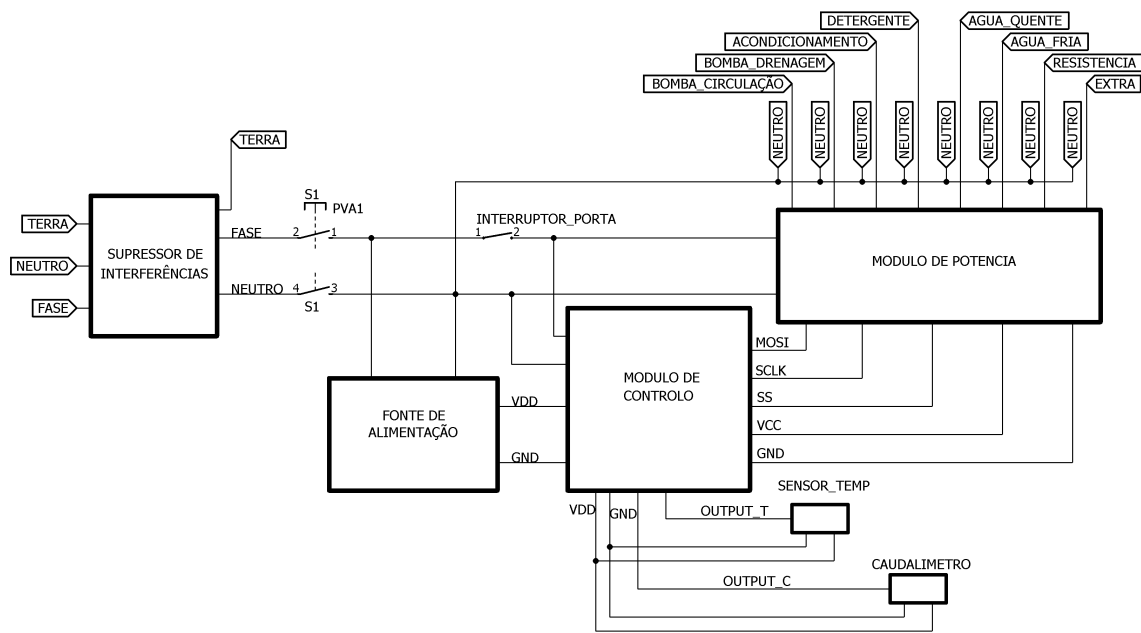 DETERGENTE
AGUA_QUENTE
ACONDICIONAMENTO
AGUA_FRIA
BOMBA_DRENAGEM
RESISTENCIA
BOMBA_CIRCULAÇÃO
EXTRA
NEUTRO
NEUTRO
NEUTRO
NEUTRO
NEUTRO
NEUTRO
NEUTRO
NEUTRO
TERRA
S1
PVA1
INTERRUPTOR_PORTA
TERRA
FASE
2
1
1
2
SUPRESSOR DE
INTERFERÊNCIAS
MODULO DE POTENCIA
NEUTRO
NEUTRO
4
3
FASE
S1
MOSI
SCLK
MODULO DE
CONTROLO
SS
VDD
FONTE DE
ALIMENTAÇÃO
VCC
GND
GND
SENSOR_TEMP
VDD
GND
OUTPUT_T
CAUDALIMETRO
OUTPUT_C